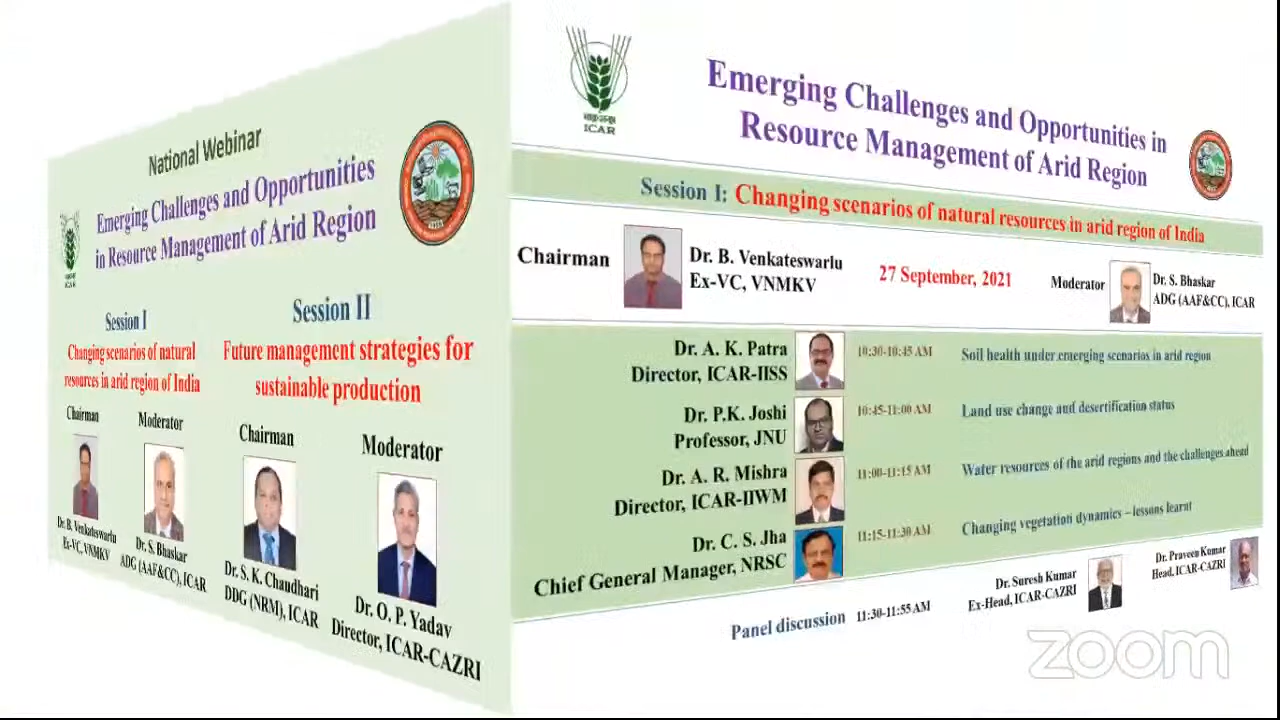 National Webinar
Emerging Challenges and Opportunities
in Resource Management of Arid Region
ICAR
Session I
Changing scenarios of natural
resources in arid region of India
Chairman
Moderator
Dr. B. Venkateswarlu
Ex-VC, VNMKV
Dr. S. Bhaskar
ADG (AAF&CC), ICAR
Session II
Future management strategies for
sustainable production
Chairman
Moderator
Dr. S. K. Chaudhari
DDG (NRM), ICAR
Dr. O. P. Yadav
Director, ICAR-CAZRI
ICAR
Emerging Challenges and Opportunities in
Resource Management of Arid Region
Session I: Changing scenarios of natural resources in arid region of India
Chairman
Dr. B. Venkateswarlu
Ex-VC, VNMKV
27 September, 2021
Moderator
Dr. S. Bhaskar
ADG (AAF&CC), ICAR
Dr. A. K. Patra
Director, ICAR-IISS
10:30-10:45 AM
Soil health under emerging scenarios in arid region
Dr. P.K. Joshi
Professor, JNU
10:45-11:00 AM
Land use change and desertification status
Dr. A. R. Mishra
Director, ICAR-IIWM
11:00-11:15 AM
Water resources of the arid regions and the challenges ahead
Dr. C. S. Jha
Chief General Manager, NRSC
11:15-11:30 AM
Changing vegetation dynamics – lessons learnt
Panel discussion 11:30-11:55 AM
Dr. Suresh Kumar
Ex-Head, ICAR-CAZRI
Dr. Praveen Kumar
Head, ICAR-CAZRI
zoom